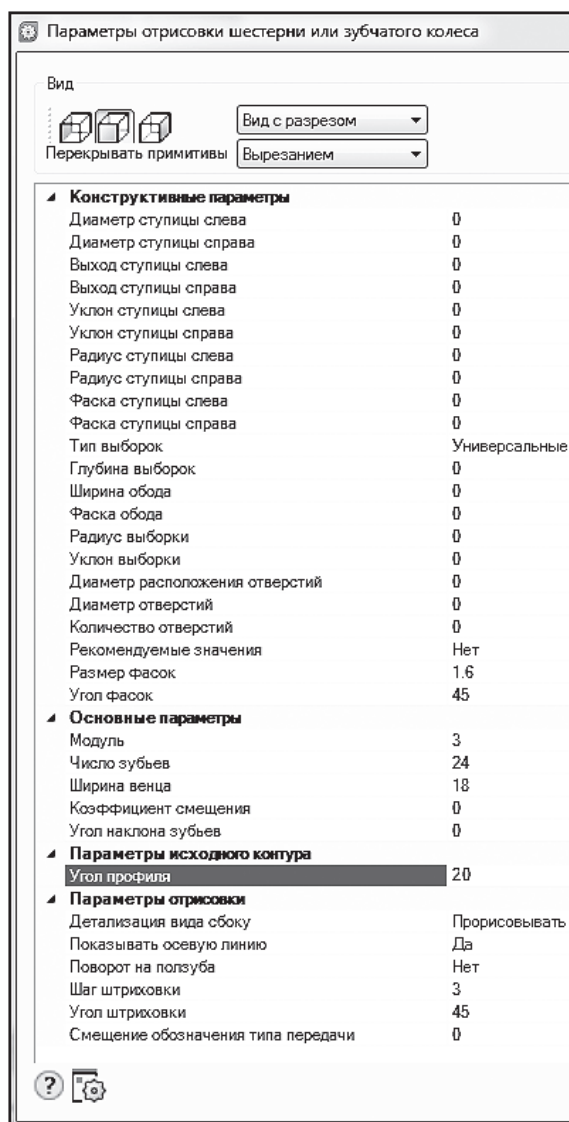 Параметры отрисовки шестерни или зубчатого колеса
Вид
Вид с разрезом
Перекрывать примитивы Вырезанием
Конструктивные параметры
Диаметр ступицы слева 0
Диаметр ступицы справа 0
Выход ступицы слева 0
Выход ступицы справа 0
Уклон ступицы слева 0
Уклон ступицы справа 0
Радиус ступицы слева 0
Радиус ступицы справа 0
Фаска ступицы слева 0
Фаска ступицы справа 0
Тип выборок Универсальные
Глубина выборок 0
Ширина обода 0
Фаска обода 0
Радиус выборки 0
Уклон выборки 0
Диаметр расположения отверстий 0
Диаметр отверстий 0
Количество отверстий 0
Рекомендуемые значения Нет
Размер фасок 1.6
Угол фасок 45
Основные параметры
Модуль 3
Число зубьев 24
Ширина венца 18
Коэффициент смещения 0
Угол наклона зубьев 0
Параметры исходного контура
Угол профиля 20
Параметры отрисовки
Детализация вида сбоку Прорисовывать
Показывать осевую линию Да
Поворот на ползуба Нет
Шаг штриховки 3
Угол штриховки 45
Смещение обозначения типа передачи 0
?